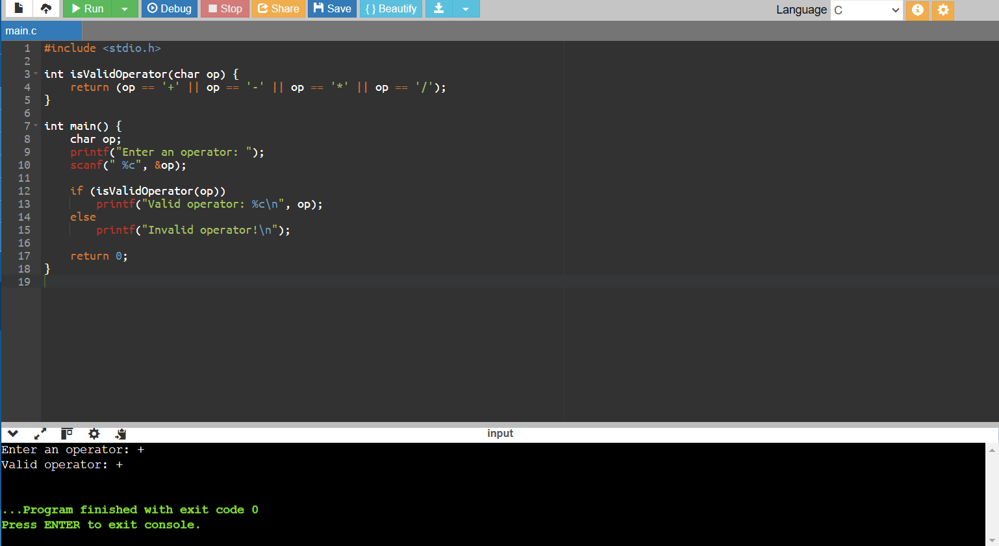 Run Debug Stop Share Save { } Beautify Language C
main.c
1 #include <stdio.h>
2
3 int isValidOperator(char op) {
4     return (op == '+' || op == '-' || op == '*' || op == '/');
5 }
6
7 int main() {
8     char op;
9     printf("Enter an operator: ");
10     scanf(" %c", &op);
11
12     if (isValidOperator(op))
13         printf("Valid operator: %c\n", op);
14     else
15         printf("Invalid operator!\n");
16
17     return 0;
18 }
19
input
Enter an operator: +
Valid operator: +
...Program finished with exit code 0
Press ENTER to exit console.